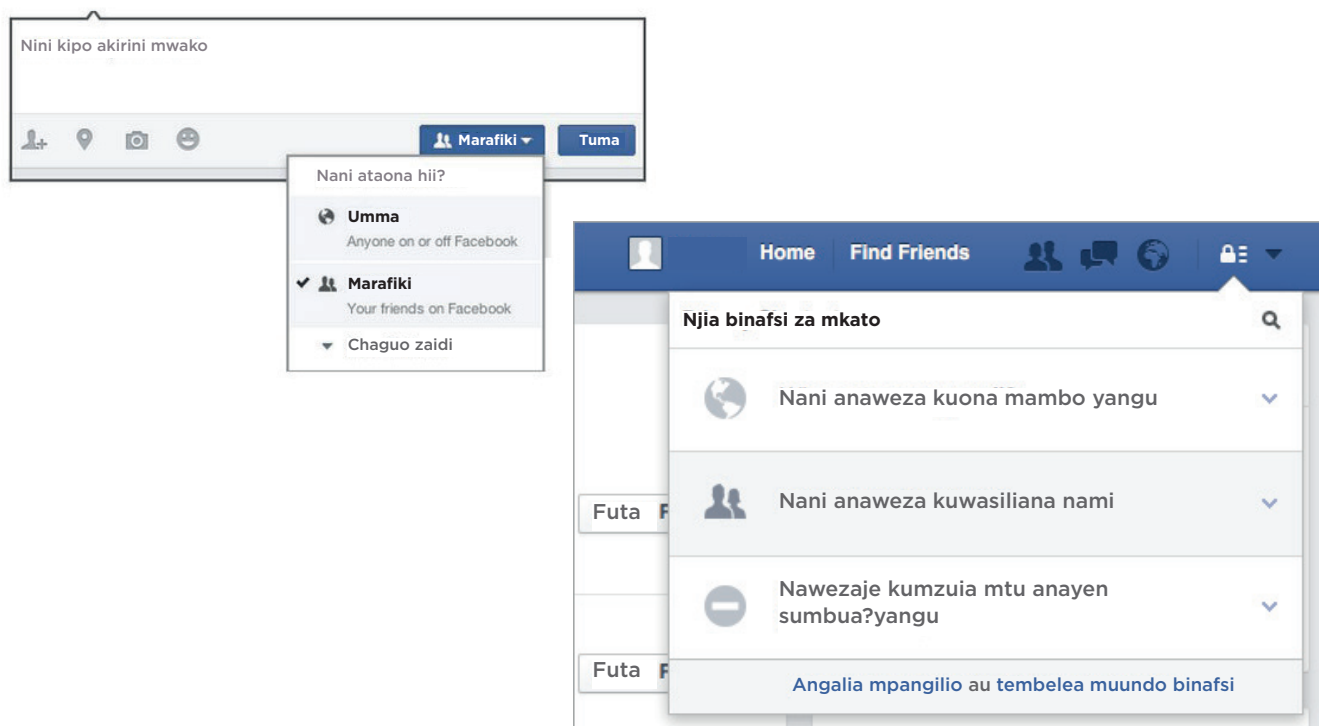 Nini kipo akirini mwako
Marafiki
Tuma
Nani ataona hii?
Umma
Anyone on or off Facebook
Marafiki
Your friends on Facebook
Chaguo zaidi
Home Find Friends
Njia binafsi za mkato
Nani anaweza kuona mambo yangu
Nani anaweza kuwasiliana nami
Futa F
Nawezaje kumzuia mtu anayen
sumbua?yangu
Futa F
Angalia mpangilio au tembelea muundo binafsi